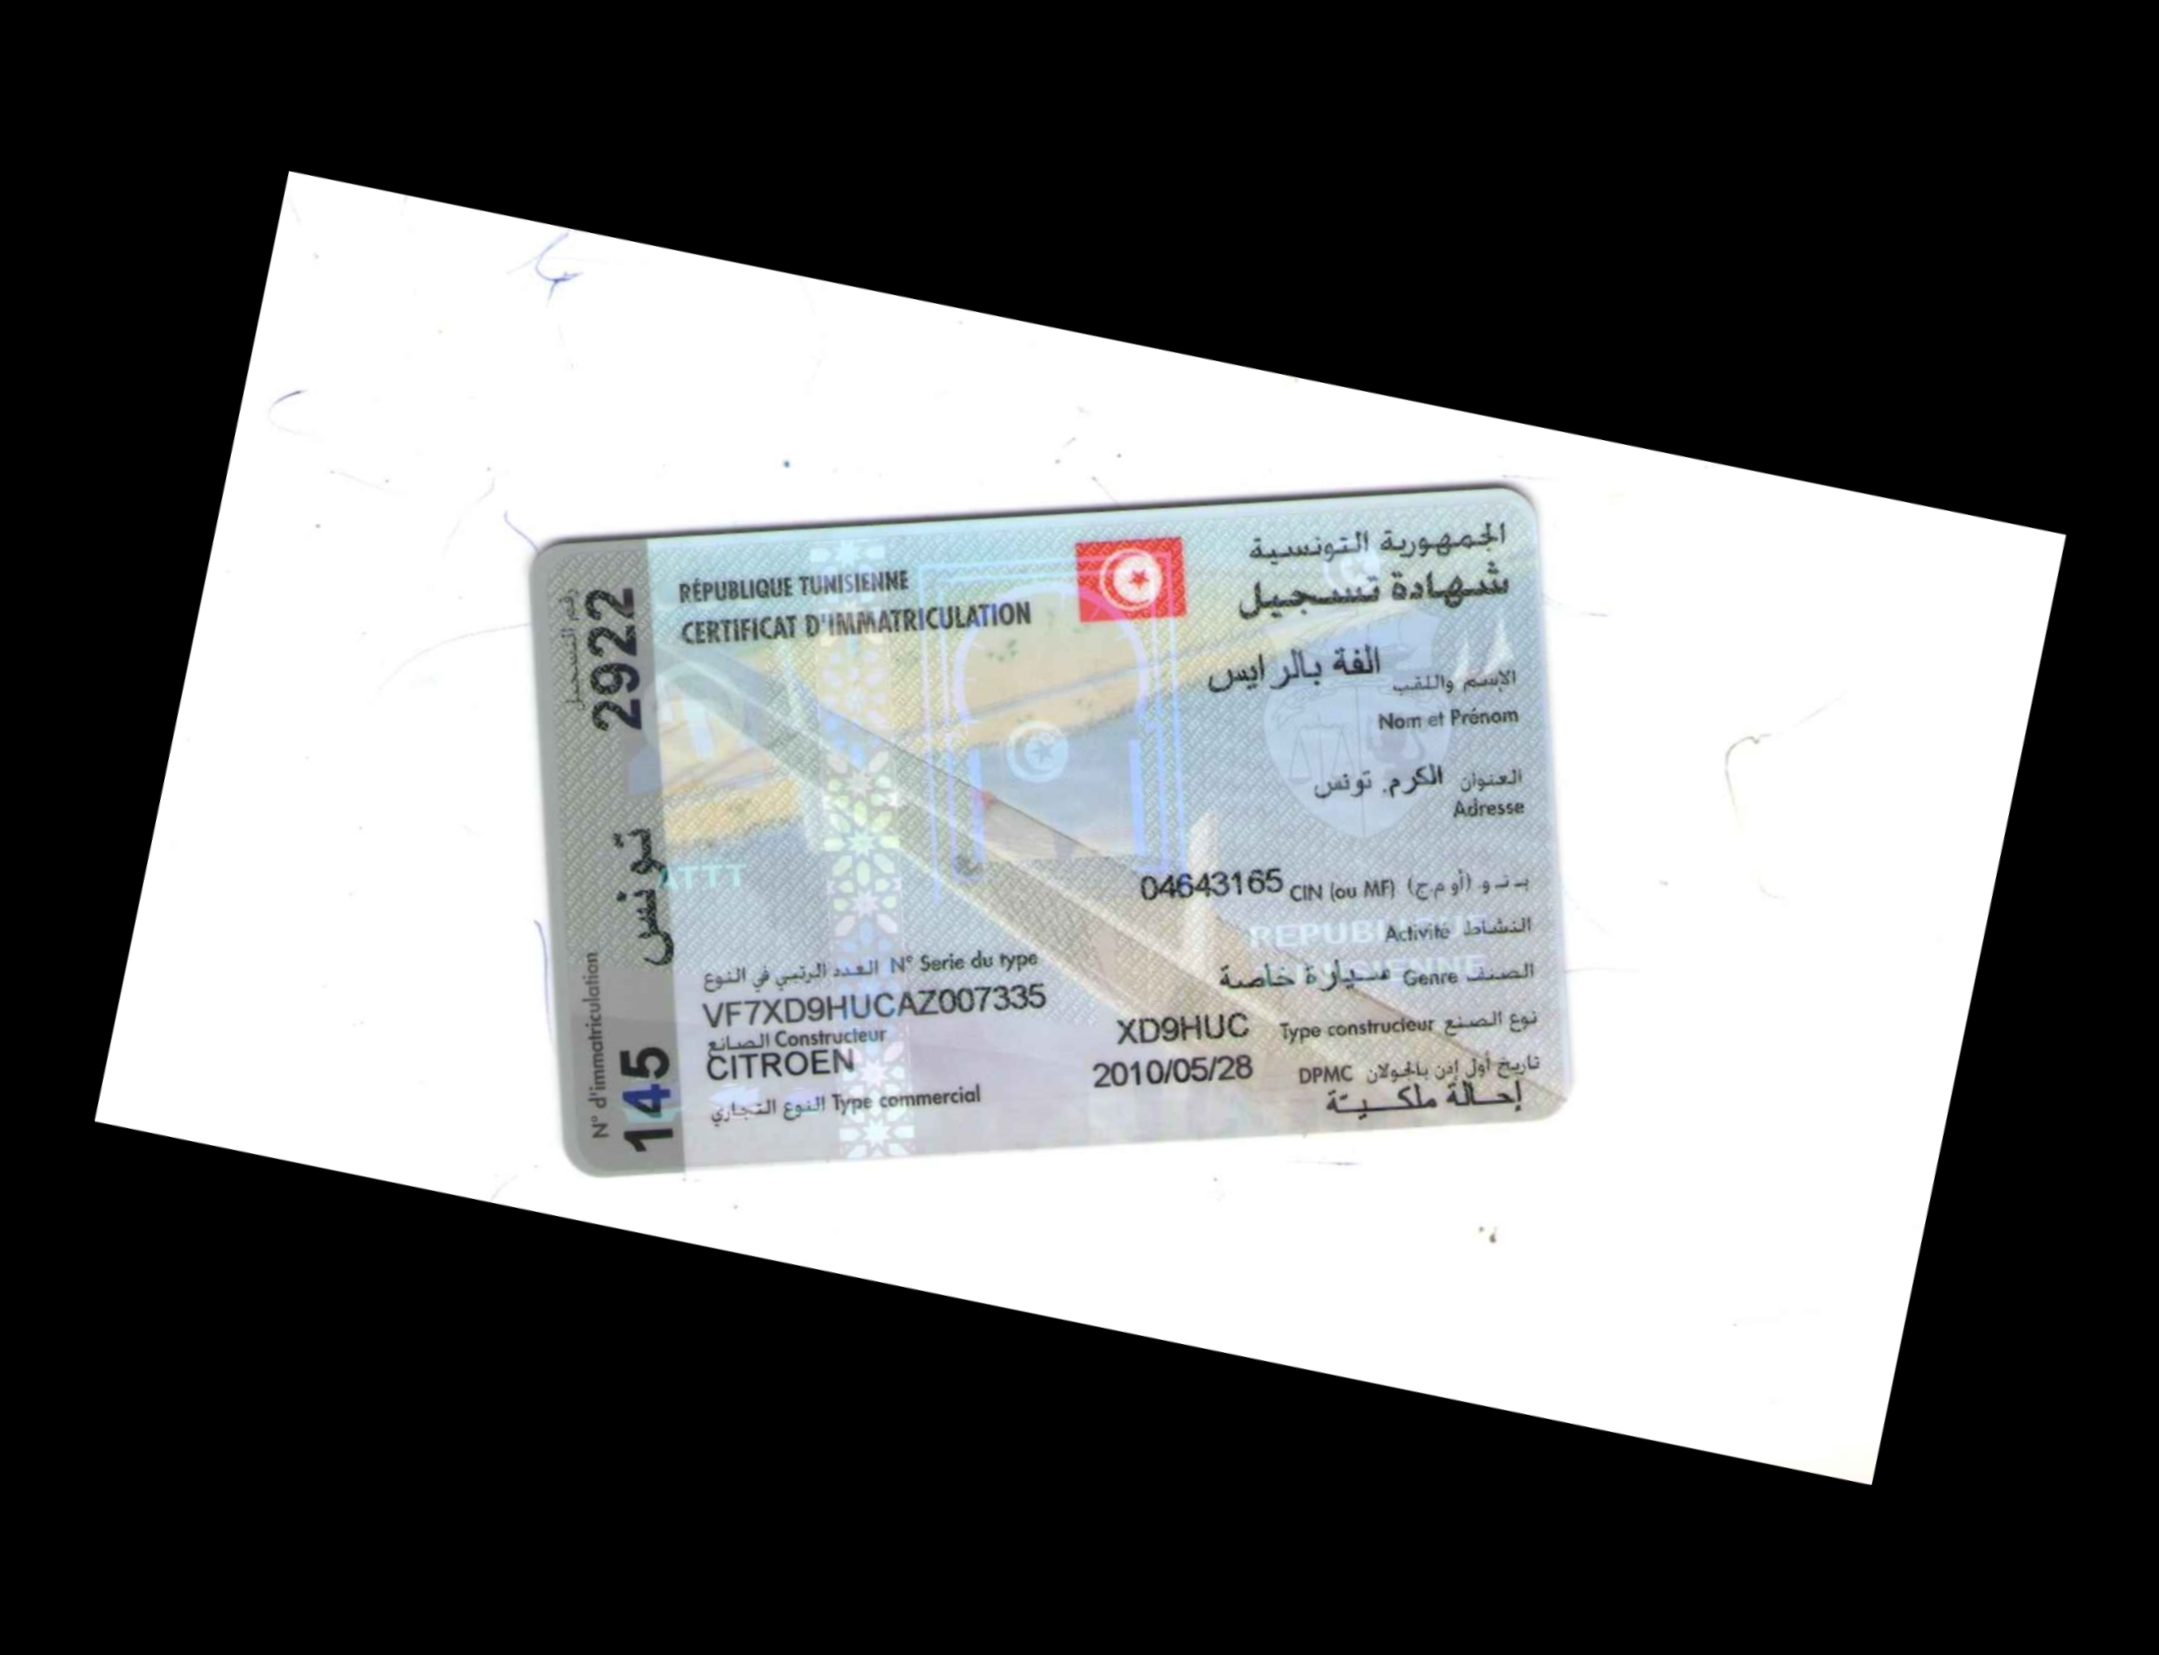 الجمهورية التونسية
شهادة تسجيل
RÉPUBLIQUE TUNISIENNE
CERTIFICAT D'IMMATRICULATION
رقم التسجيل
2922 تونس 145
N° d'immatriculation
الإسم واللقب الفة بالرايس
Nom et Prénom
العنوان الكرم. تونس
Adresse
ATTT
ب.ت.و. (أو م.ج) CIN (ou MF) 04643165
النشاط Activité
REPUBLIQUE
TUNISIENNE
الصنف Genre سيارة خاصة
العدد الرتبي في النوع N° Serie du type
VF7XD9HUCAZ007335
نوع الصنع Type constructeur XD9HUC
الصانع Constructeur
CITROEN
تاريخ أول إذن بالجولان DPMC 2010/05/28
النوع التجاري Type commercial
إحالة ملكية